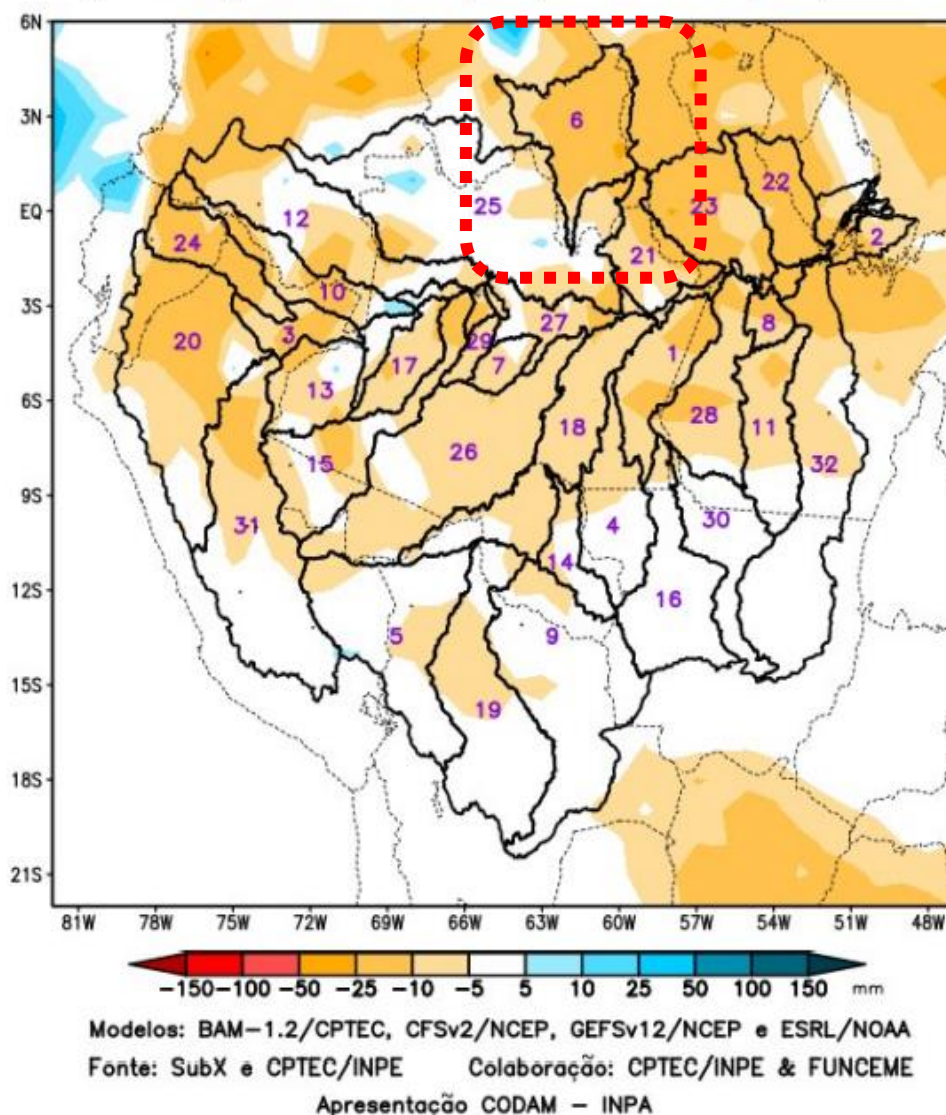 6N
3N
EQ
3S
6S
9S
12S
15S
18S
21S
6
22
12
25
23
24
21
2
10
27
20
3
29
8
17
7
1
13
28
18
11
15
26
32
31
4
30
14
16
5
9
19
81W 78W 75W 72W 69W 66W 63W 60W 57W 54W 51W 48W
-150 -100 -50 -25 -10 -5 5 10 25 50 100 150 mm
Modelos: BAM-1.2/CPTEC, CFSv2/NCEP, GEFSv12/NCEP e ESRL/NOAA
Fonte: SubX e CPTEC/INPE Colaboração: CPTEC/INPE & FUNCEME
Apresentação CODAM - INPA